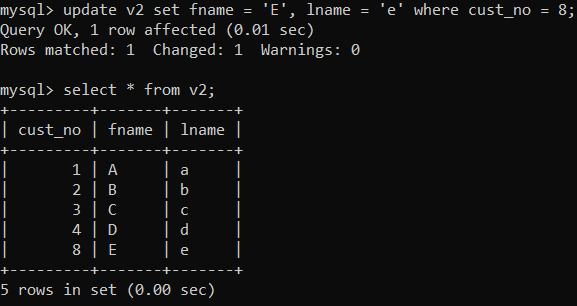 mysql> update v2 set fname = 'E', lname = 'e' where cust_no = 8;
Query OK, 1 row affected (0.01 sec)
Rows matched: 1  Changed: 1  Warnings: 0

mysql> select * from v2;
+---------+-------+-------+
| cust_no | fname | lname |
+---------+-------+-------+
|       1 | A     | a     |
|       2 | B     | b     |
|       3 | C     | c     |
|       4 | D     | d     |
|       8 | E     | e     |
+---------+-------+-------+
5 rows in set (0.00 sec)